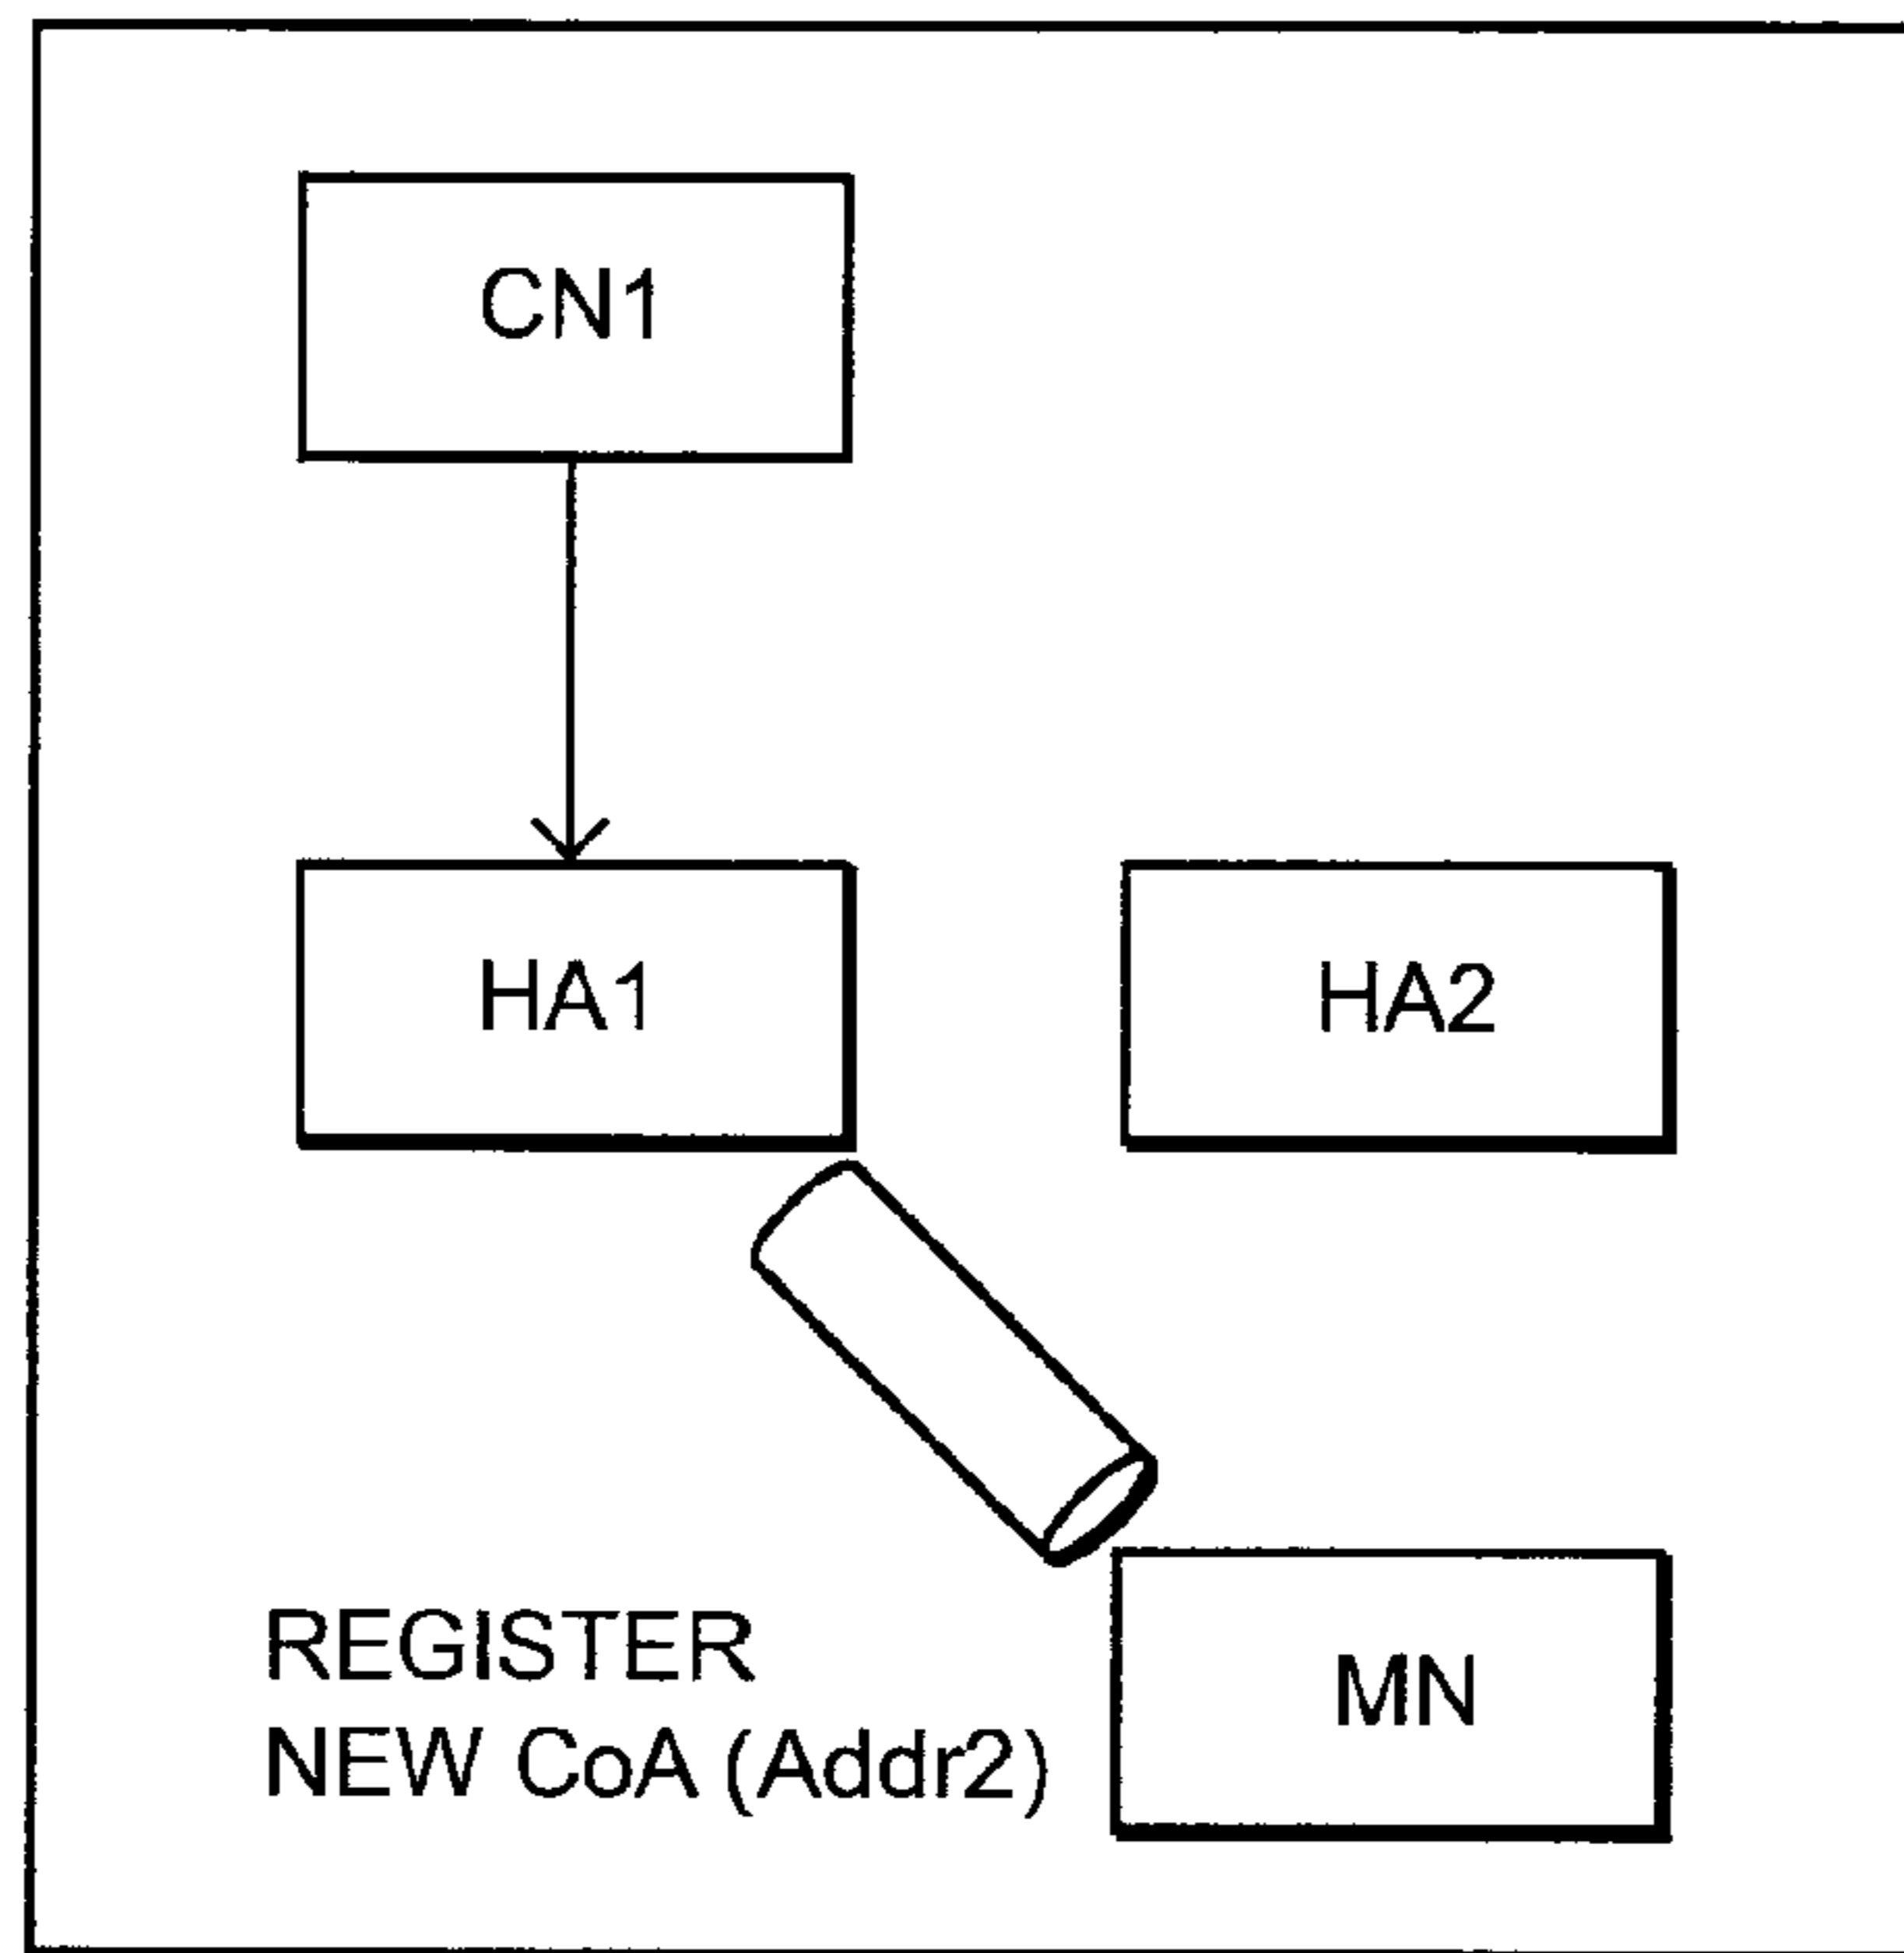 CN1
HA1
HA2
REGISTER
NEW CoA (Addr2)
MN